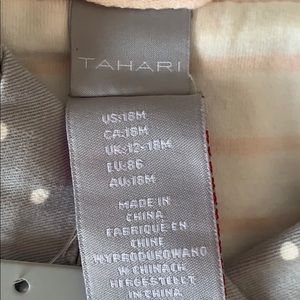 TAHARI
US:18M
CA:18M
UK:12-18M
EU:86
AU:18M
MADE IN
CHINA
FABRIQUÉ EN
CHINE
WYPRODUKOWANO
W CHINACH
HERGESTELLT
IN CHINA